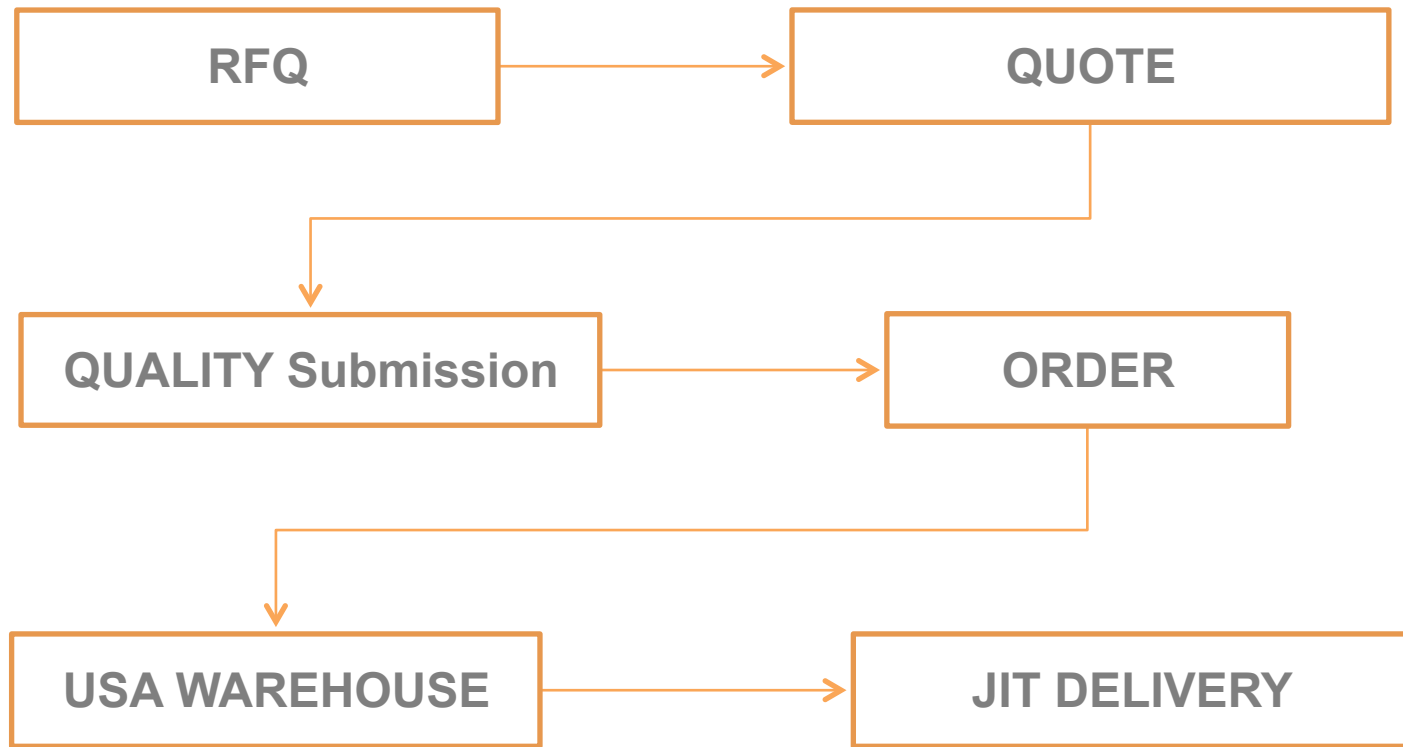 RFQ
QUOTE
QUALITY Submission
ORDER
USA WAREHOUSE
JIT DELIVERY